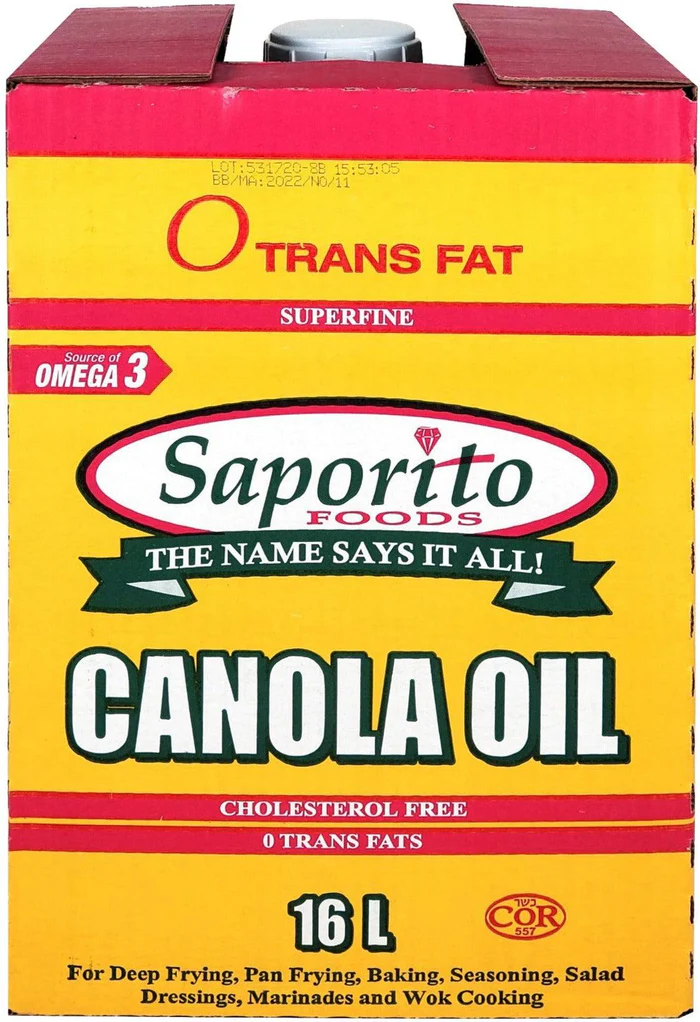 LOT:531720-8B 15:53:05
BB/MA:2022/NO/11
0 TRANS FAT
SUPERFINE
Source of
OMEGA 3
Saporito
FOODS
THE NAME SAYS IT ALL!
CANOLA OIL
CHOLESTEROL FREE
0 TRANS FATS
16 L
כשר
COR
557
For Deep Frying, Pan Frying, Baking, Seasoning, Salad
Dressings, Marinades and Wok Cooking